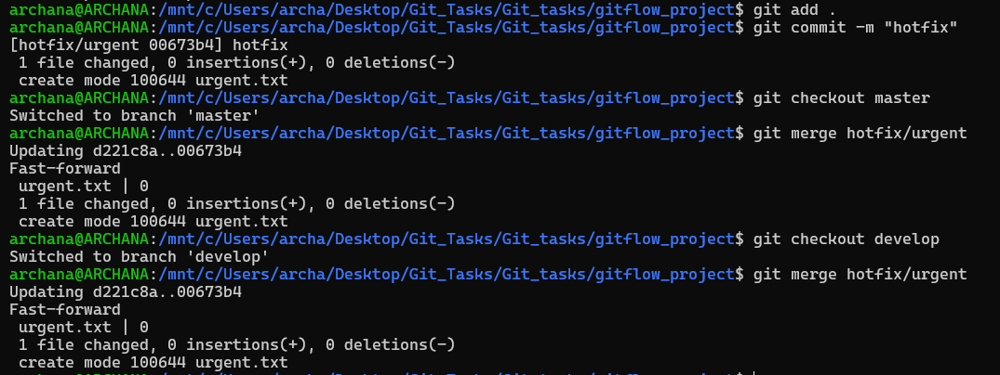 archana@ARCHANA:/mnt/c/Users/archa/Desktop/Git_Tasks/Git_tasks/gitflow_project$ git add .
archana@ARCHANA:/mnt/c/Users/archa/Desktop/Git_Tasks/Git_tasks/gitflow_project$ git commit -m "hotfix"
[hotfix/urgent 00673b4] hotfix
 1 file changed, 0 insertions(+), 0 deletions(-)
 create mode 100644 urgent.txt
archana@ARCHANA:/mnt/c/Users/archa/Desktop/Git_Tasks/Git_tasks/gitflow_project$ git checkout master
Switched to branch 'master'
archana@ARCHANA:/mnt/c/Users/archa/Desktop/Git_Tasks/Git_tasks/gitflow_project$ git merge hotfix/urgent
Updating d221c8a..00673b4
Fast-forward
 urgent.txt | 0
 1 file changed, 0 insertions(+), 0 deletions(-)
 create mode 100644 urgent.txt
archana@ARCHANA:/mnt/c/Users/archa/Desktop/Git_Tasks/Git_tasks/gitflow_project$ git checkout develop
Switched to branch 'develop'
archana@ARCHANA:/mnt/c/Users/archa/Desktop/Git_Tasks/Git_tasks/gitflow_project$ git merge hotfix/urgent
Updating d221c8a..00673b4
Fast-forward
 urgent.txt | 0
 1 file changed, 0 insertions(+), 0 deletions(-)
 create mode 100644 urgent.txt